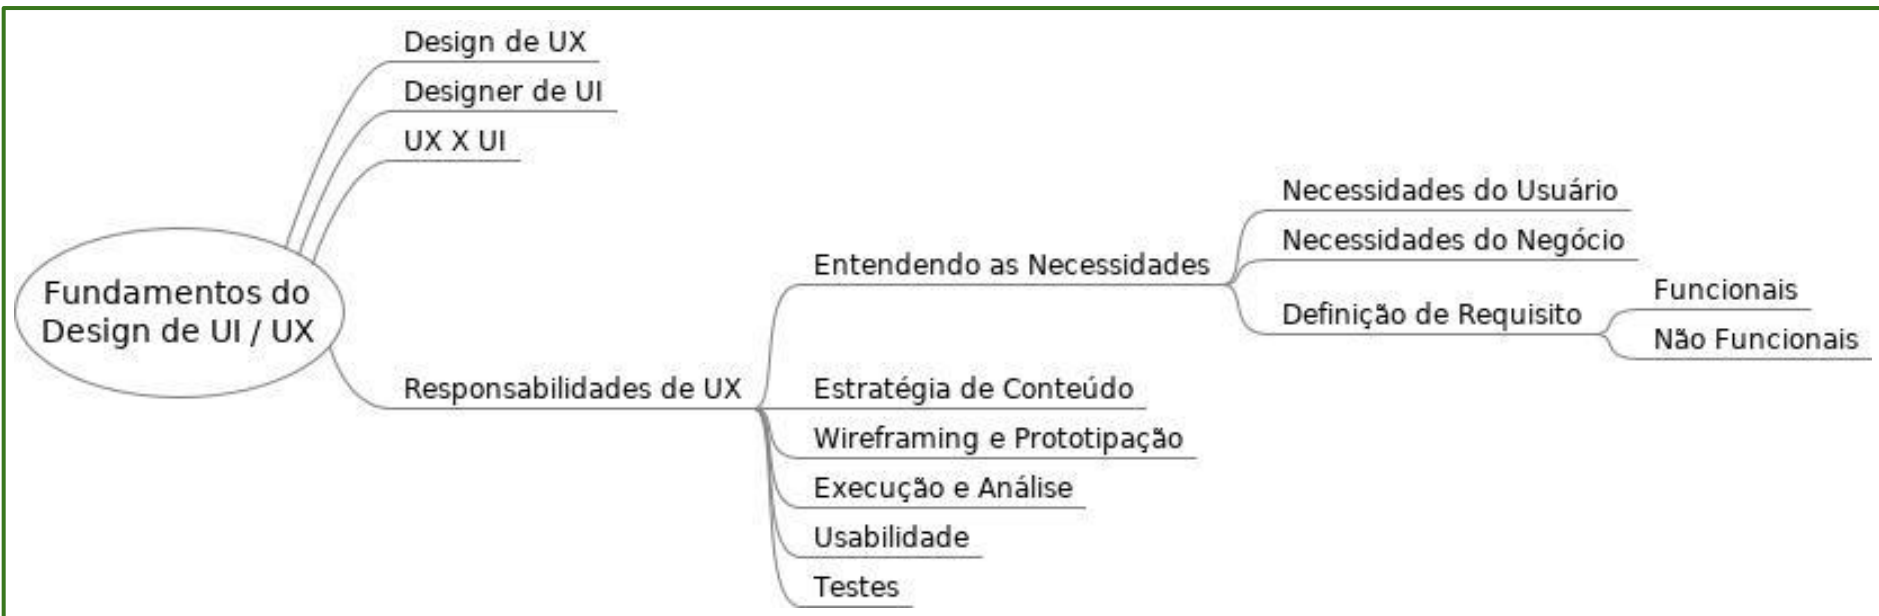 Design de UX
Designer de UI
UX X UI
Fundamentos do
Design de UI / UX
Responsabilidades de UX
Entendendo as Necessidades
Necessidades do Usuário
Necessidades do Negócio
Definição de Requisito
Funcionais
Não Funcionais
Estratégia de Conteúdo
Wireframing e Prototipação
Execução e Análise
Usabilidade
Testes